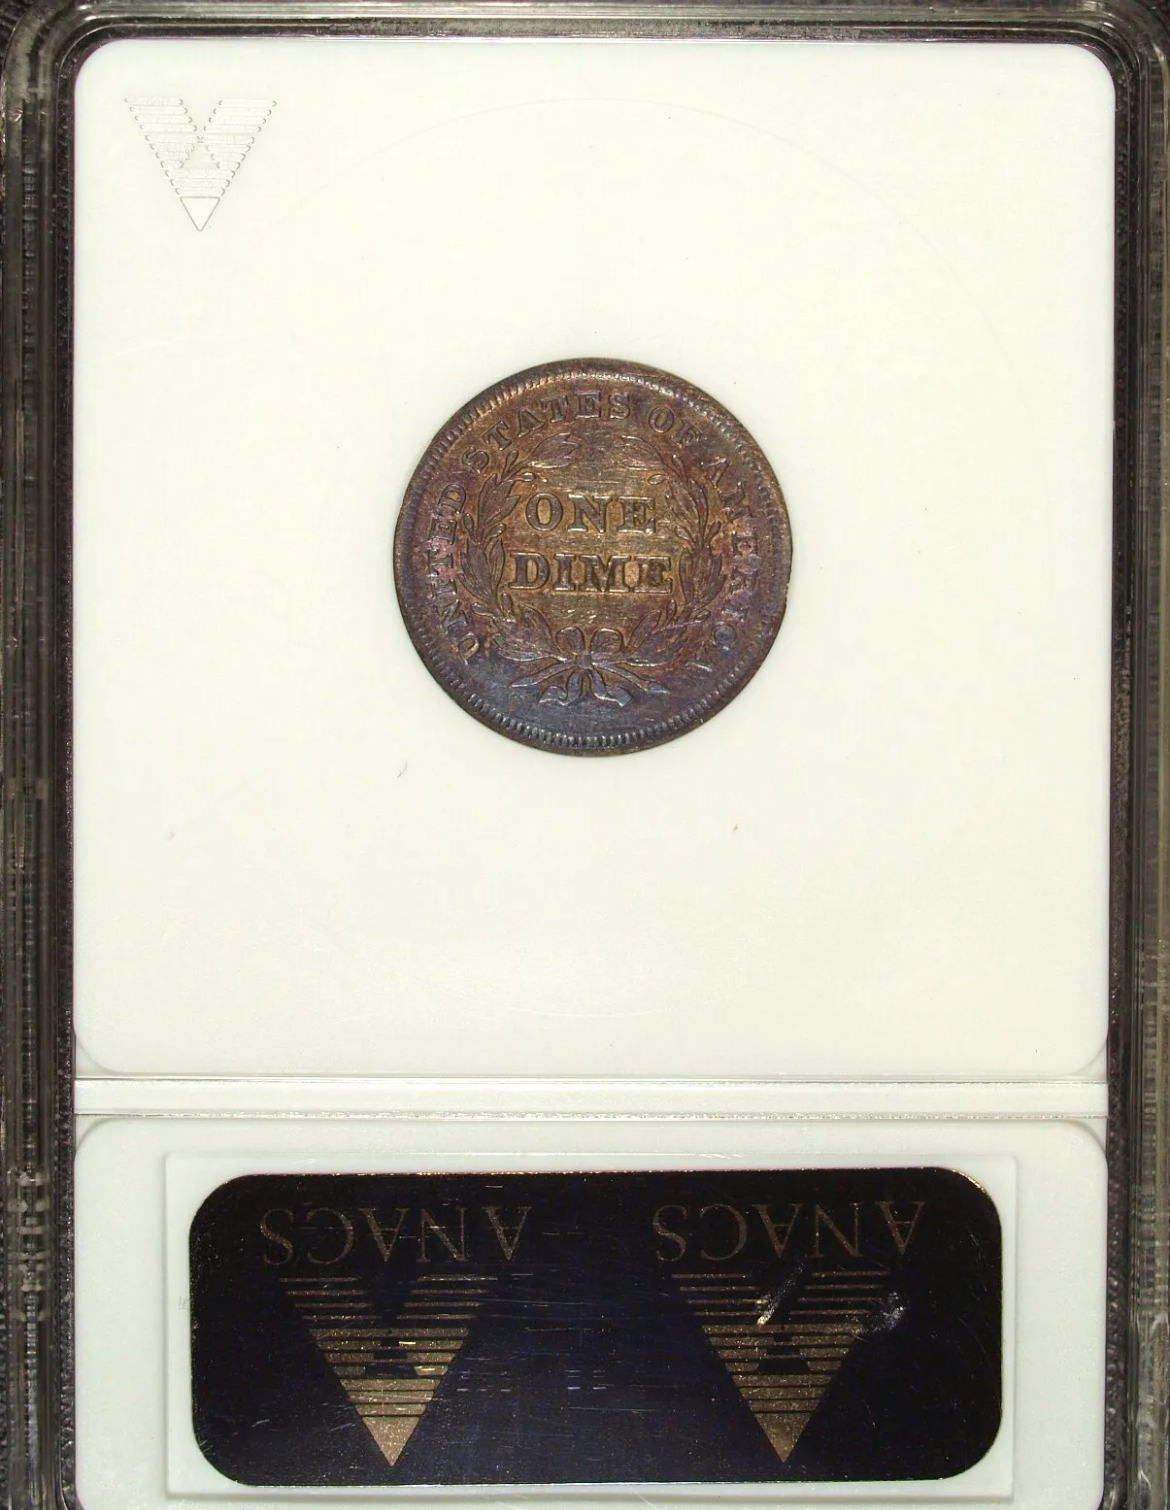 UNITED STATES OF AMERICA
ONE
DIME
ANACS ANACS